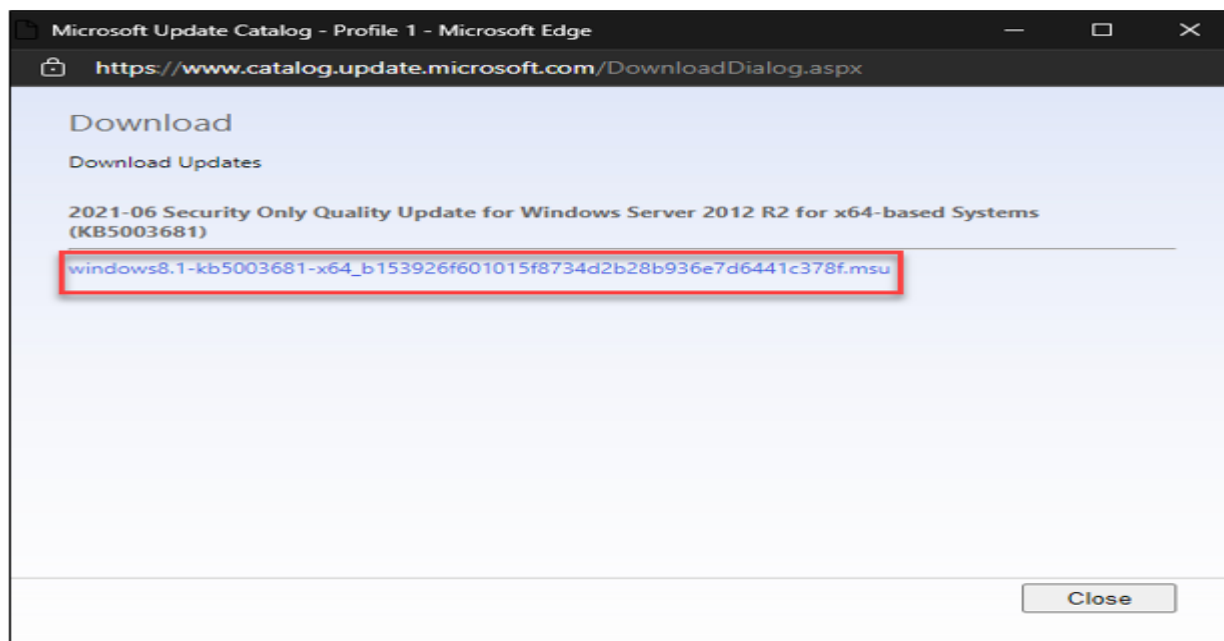 Microsoft Update Catalog - Profile 1 - Microsoft Edge
https://www.catalog.update.microsoft.com/DownloadDialog.aspx
Download
Download Updates
2021-06 Security Only Quality Update for Windows Server 2012 R2 for x64-based Systems
(KB5003681)
windows8.1-kb5003681-x64_b153926f601015f8734d2b28b936e7d6441c378f.msu
Close